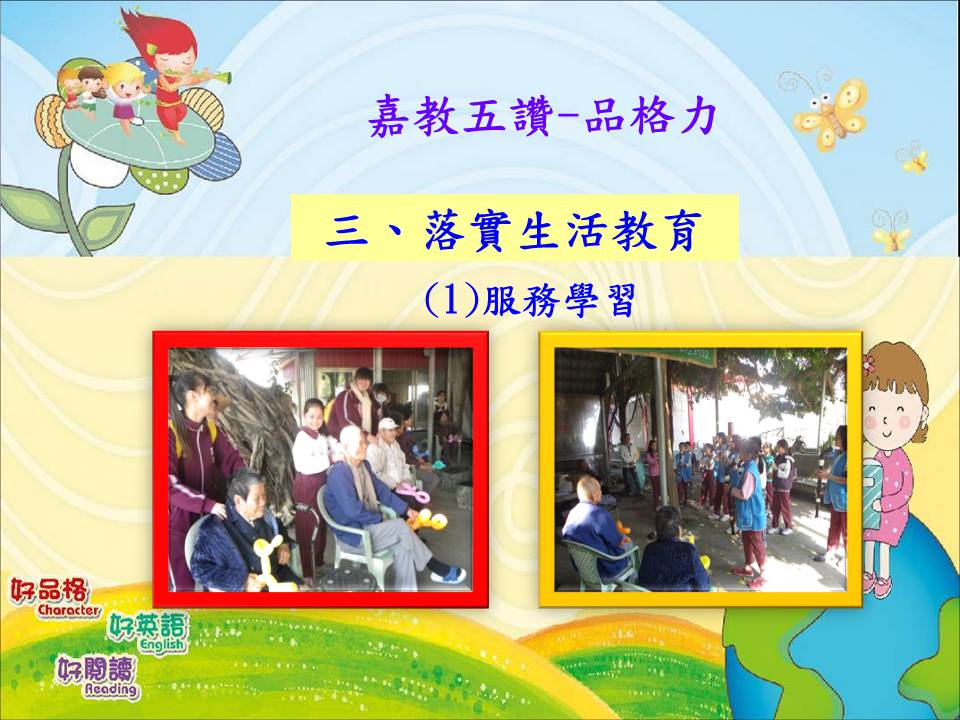 嘉教五讚-品格力
三、落實生活教育
(1)服務學習
好品格
Character
好英語
English
好閱讀
Reading